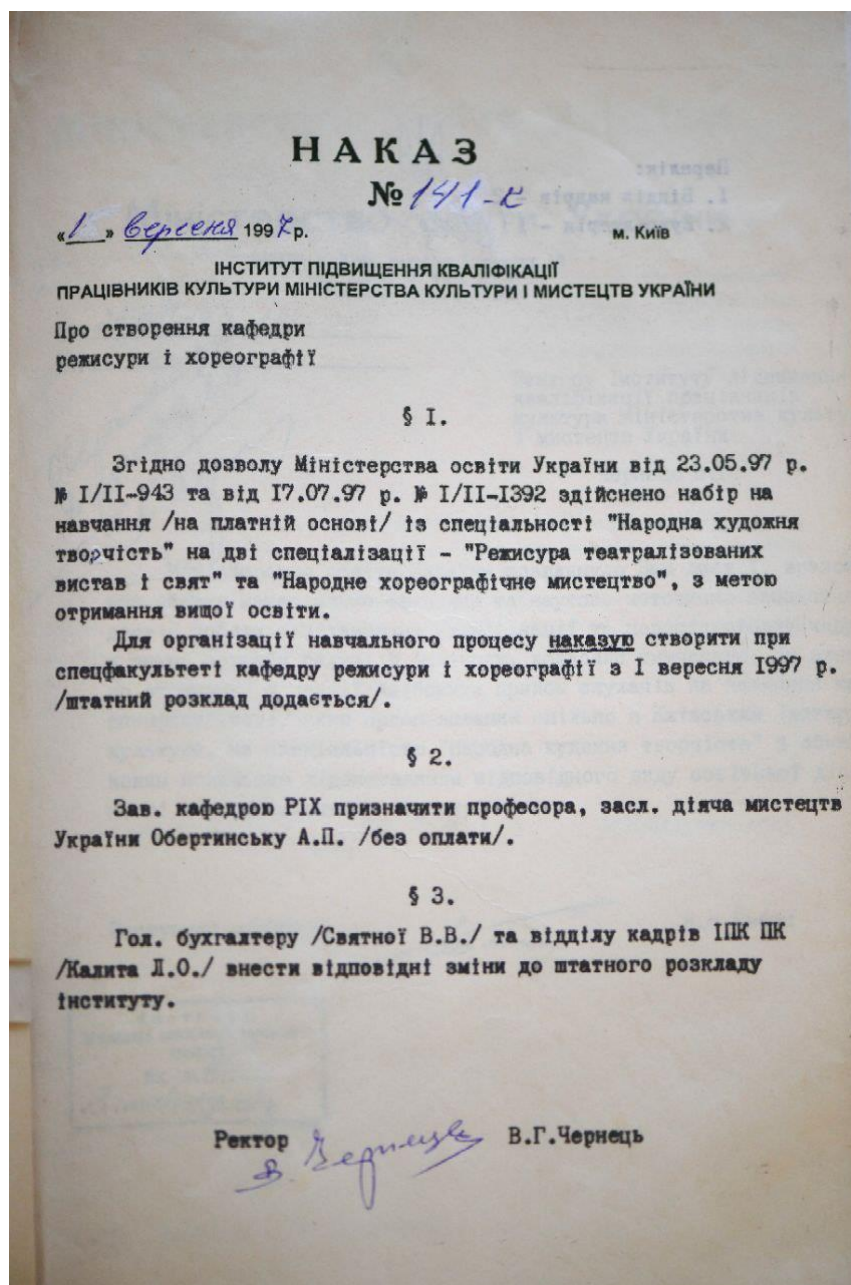 НАКАЗ
№ 141-к
«1» вересня 1997 р. м. Київ
ІНСТИТУТ ПІДВИЩЕННЯ КВАЛІФІКАЦІЇ
ПРАЦІВНИКІВ КУЛЬТУРИ МІНІСТЕРСТВА КУЛЬТУРИ І МИСТЕЦТВ УКРАЇНИ
Про створення кафедри
режисури і хореографії
§ I.
Згідно дозволу Міністерства освіти України від 23.05.97 р.
№ I/II-943 та від I7.07.97 р. № I/II-I392 здійснено набір на
навчання /на платній основі/ із спеціальності "Народна художня
творчість" на дві спеціалізації - "Режисура театралізованих
вистав і свят" та "Народне хореографічне мистецтво", з метою
отримання вищої освіти.
Для організації навчального процесу наказую створити при
спецфакультеті кафедру режисури і хореографії з I вересня I997 р.
/штатний розклад додається/.
§ 2.
Зав. кафедрою РІХ призначити професора, засл. діяча мистецтв
України Обертинську А.П. /без оплати/.
§ 3.
Гол. бухгалтеру /Святної В.В./ та відділу кадрів ІПК ПК
/Калита Л.О./ внести відповідні зміни до штатного розкладу
інституту.
Ректор В. Чернець В.Г.Чернець